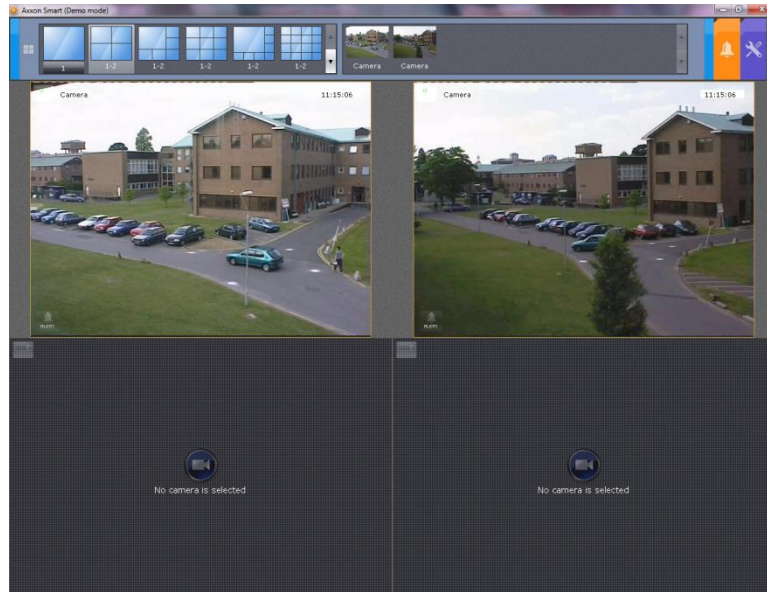 Axxon Smart (Demo mode)
1
1-2
1-2
1-2
1-2
1-2
Camera
Camera
Camera
11:15:06
Camera
11:15:06
No camera is selected
No camera is selected